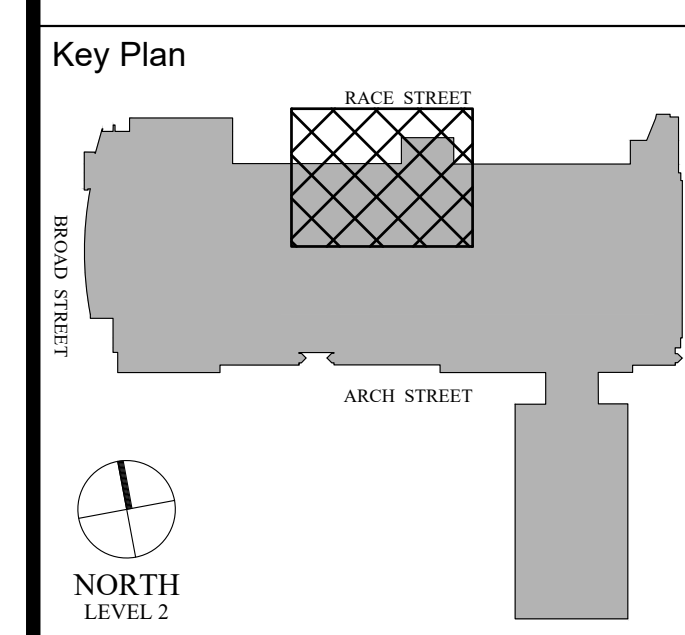 Key Plan
RACE STREET
BROAD STREET
ARCH STREET
NORTH
LEVEL 2